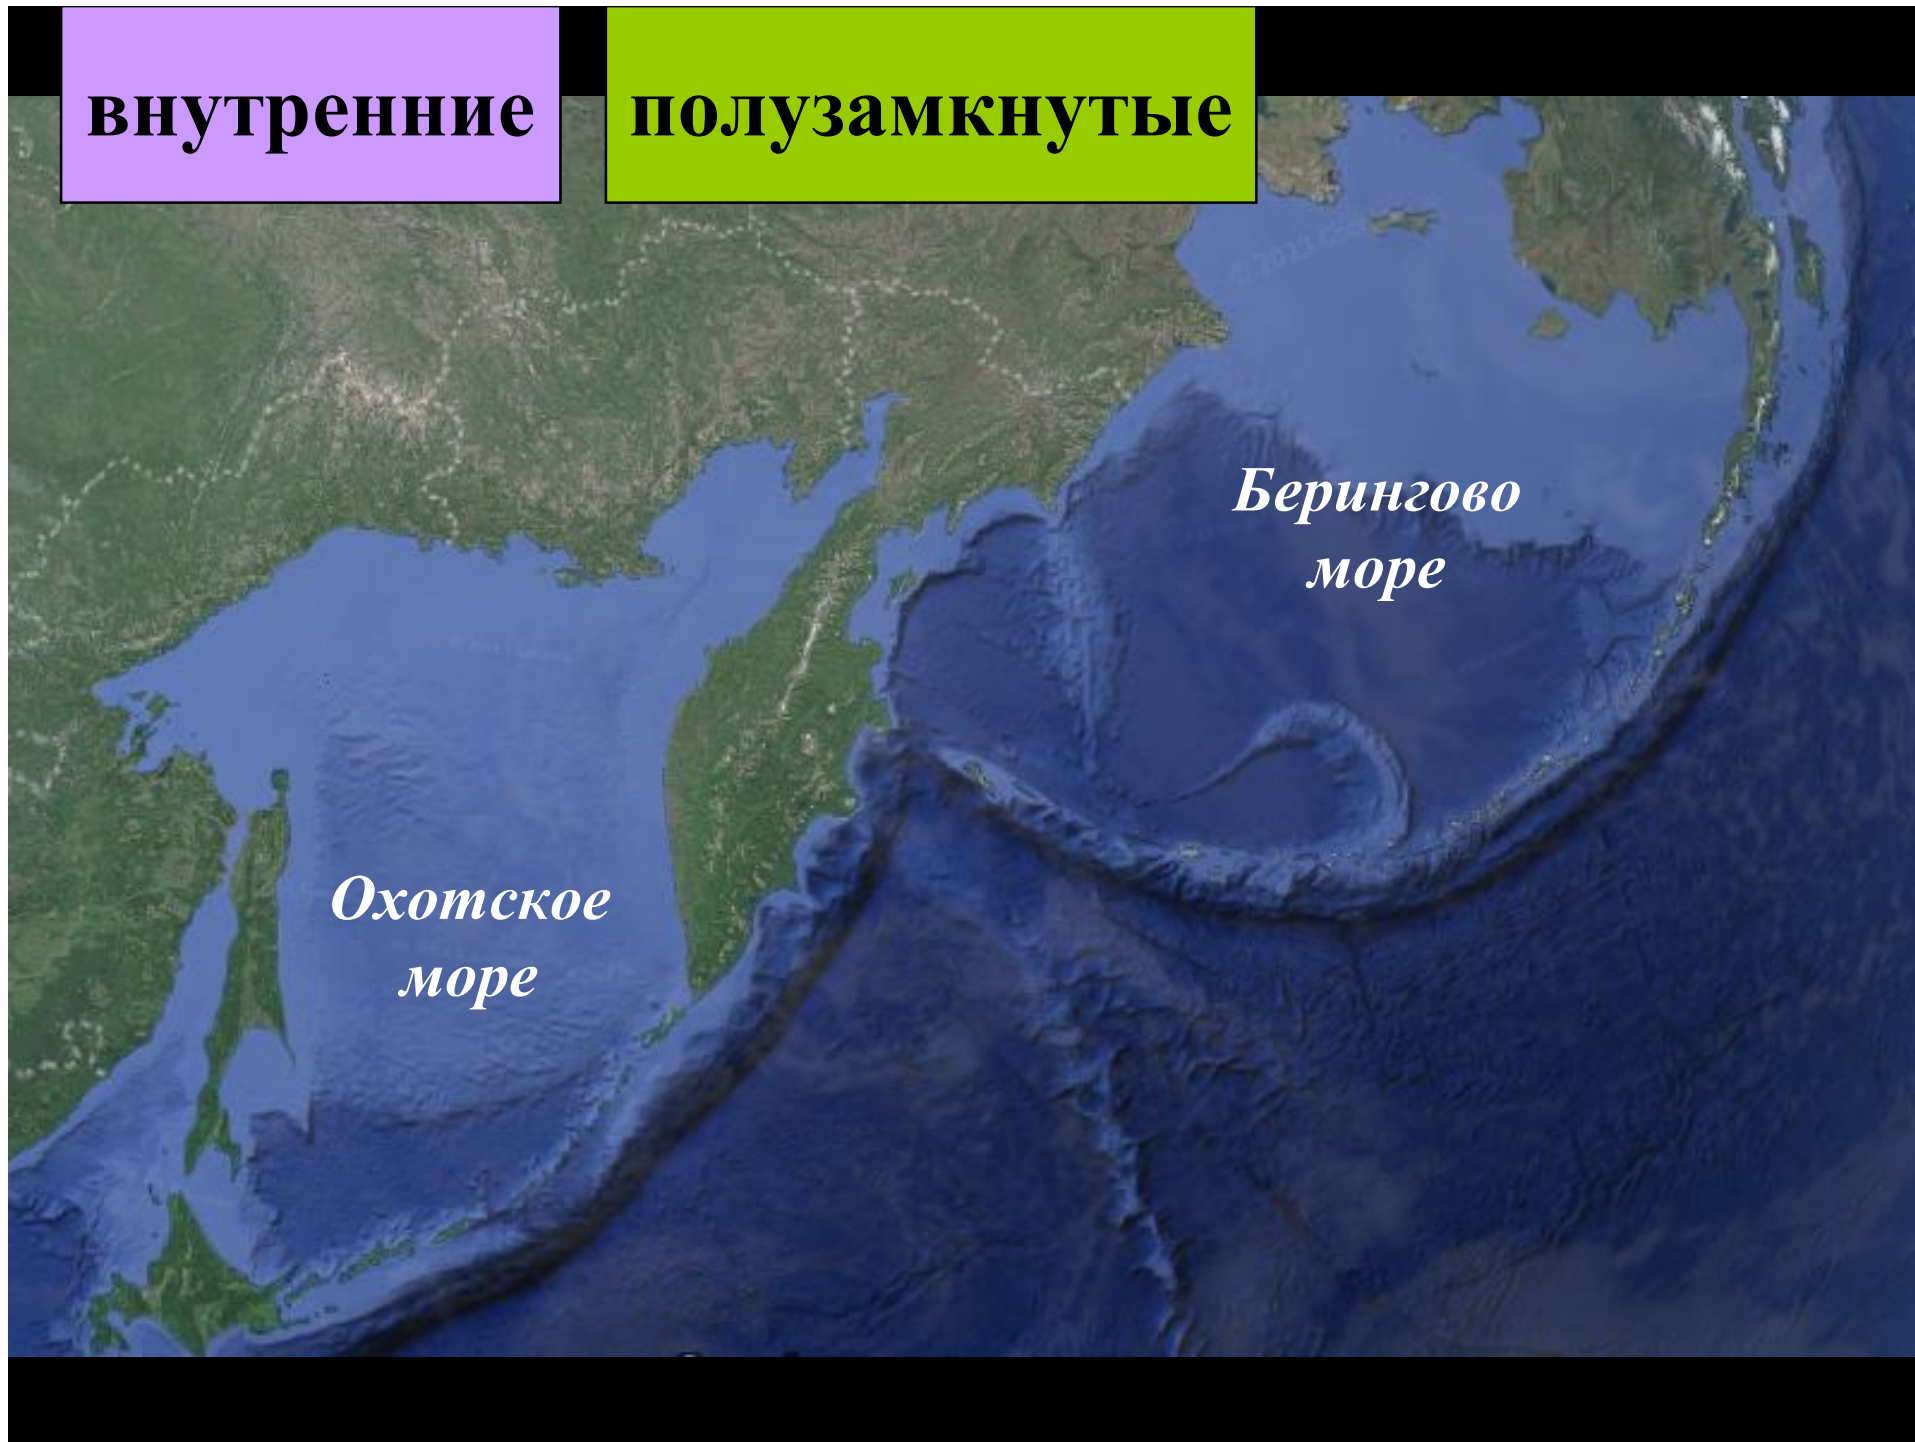 внутренние
полузамкнутые
Берингово
море
Охотское
море